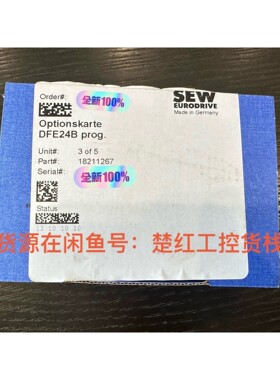 Order#:
全新100%
SEW
EURODRIVE
Made in Germany
Optionskarte
DFE24B prog.
Unit#: 3 of 5
Part#: 18211267
Serial#:
全新100%
Status
货源在闲鱼号：楚红工控货栈